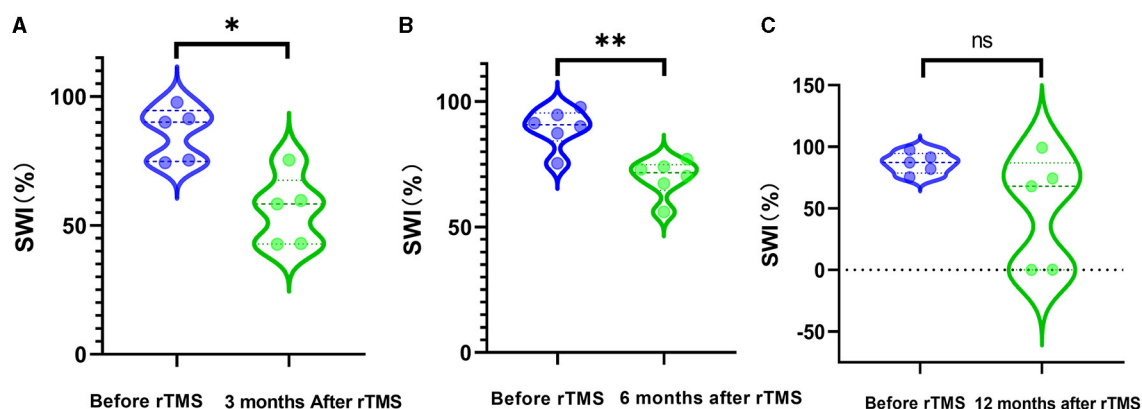 A
*
SWI(%)
100
50
0
Before rTMS
3 months After rTMS
B
**
SWI(%)
100
50
0
Before rTMS
6 months after rTMS
C
ns
SWI(%)
150
100
50
0
-50
Before rTMS
12 months after rTMS